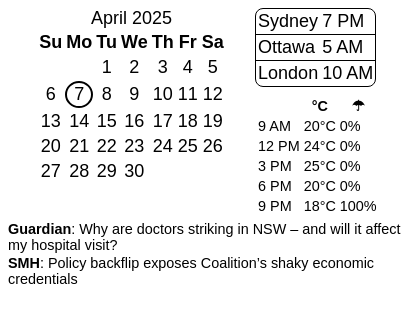 April 2025
Su Mo Tu We Th Fr Sa
1 2 3 4 5
6 7 8 9 10 11 12
13 14 15 16 17 18 19
20 21 22 23 24 25 26
27 28 29 30
Sydney 7 PM
Ottawa 5 AM
London 10 AM
°C ☂
9 AM 20°C 0%
12 PM 24°C 0%
3 PM 25°C 0%
6 PM 20°C 0%
9 PM 18°C 100%
Guardian: Why are doctors striking in NSW – and will it affect
my hospital visit?
SMH: Policy backflip exposes Coalition’s shaky economic
credentials